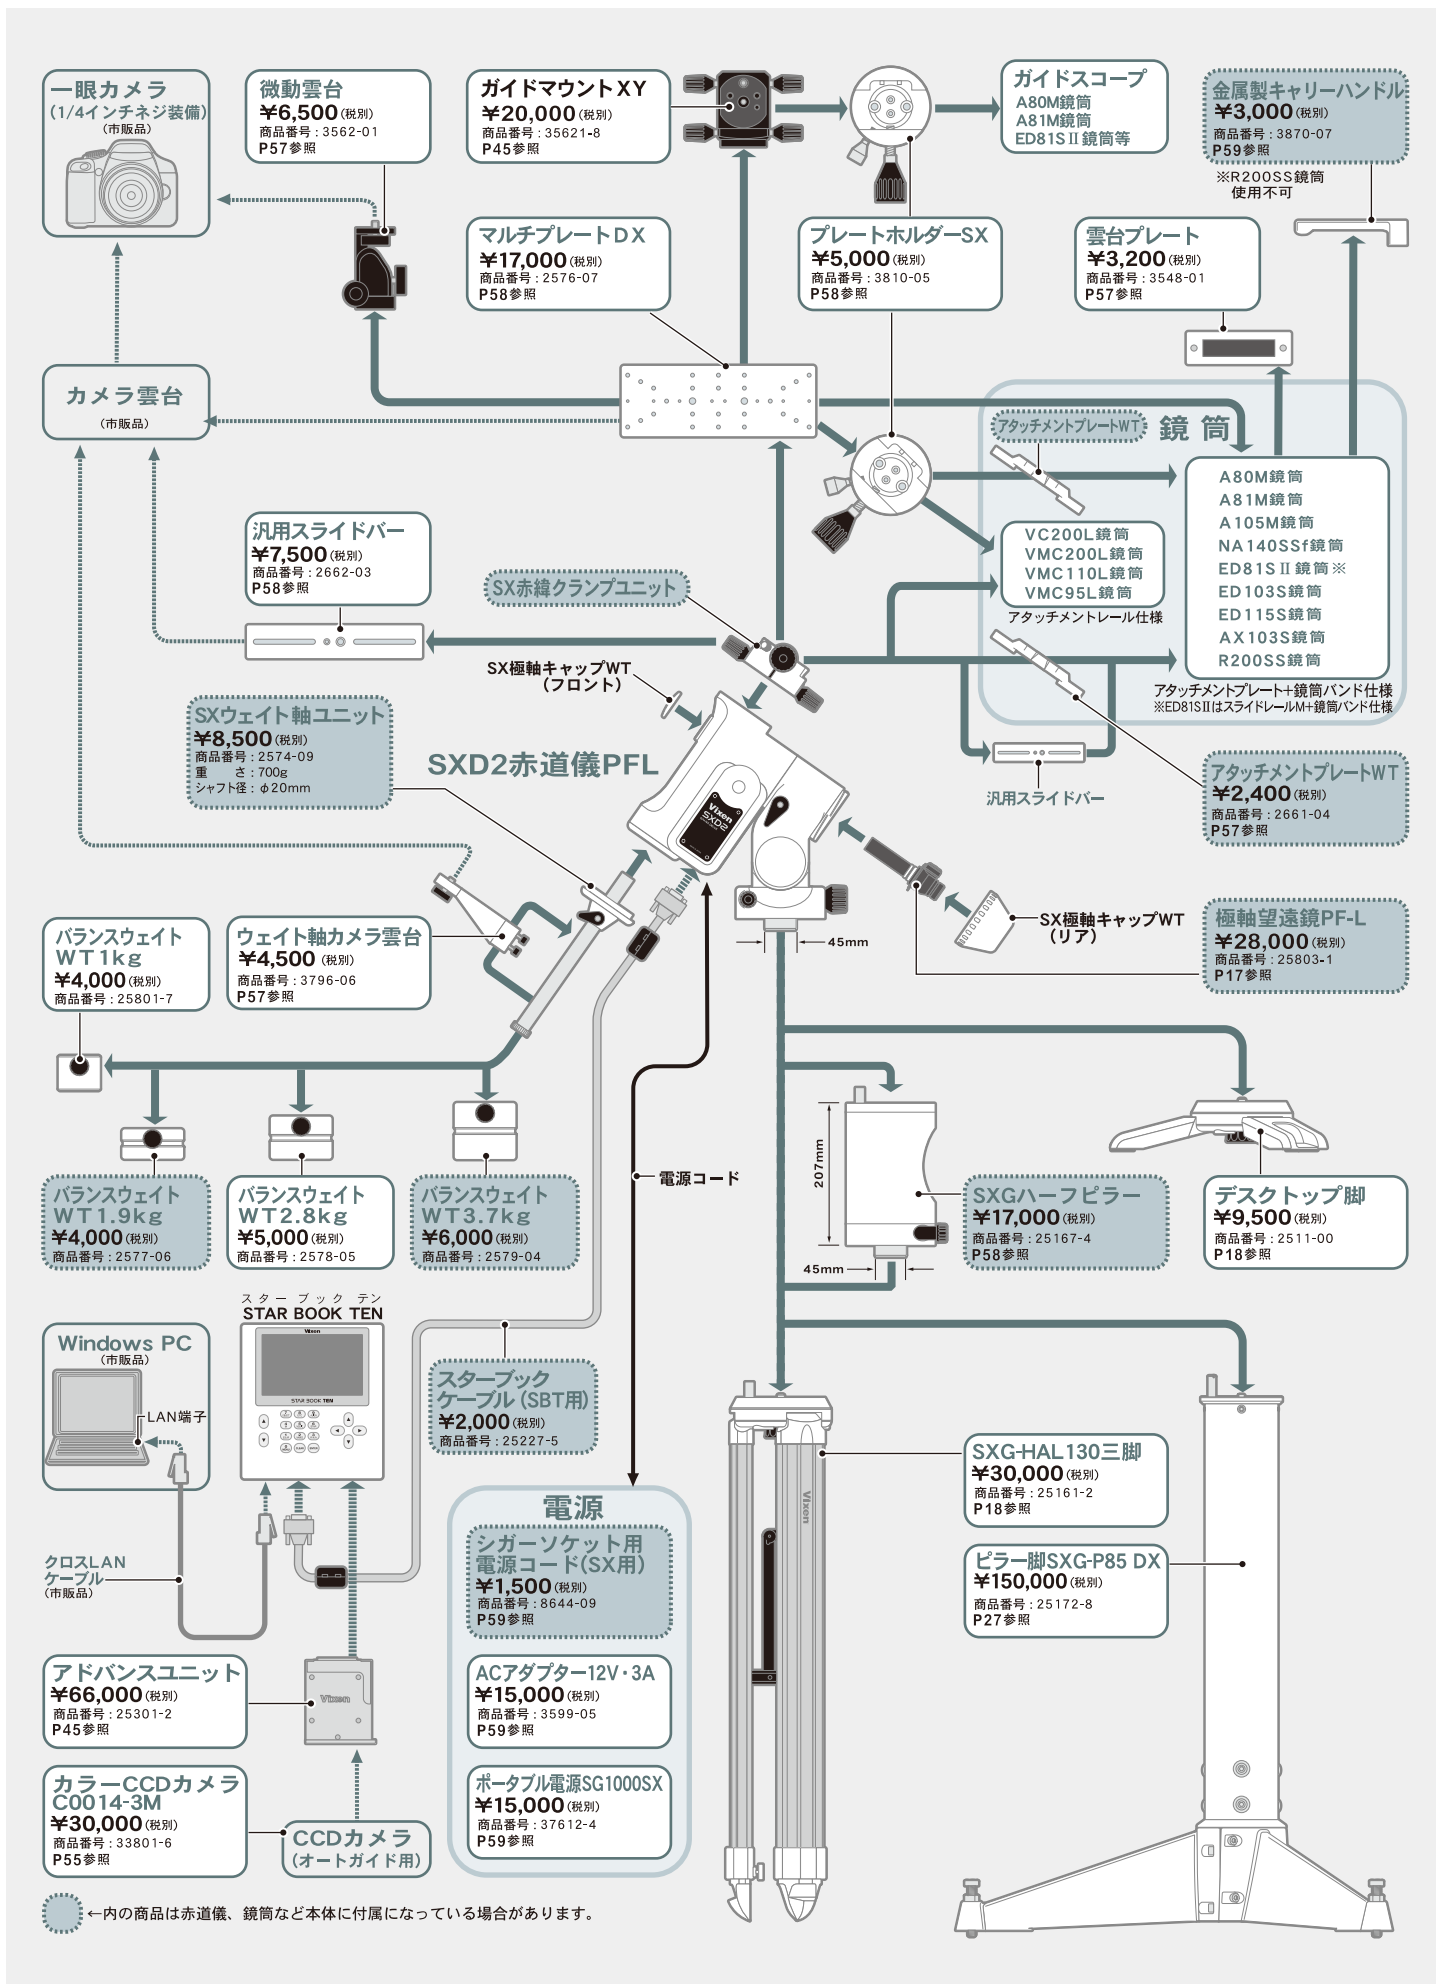 一眼カメラ
(1/4インチネジ装備)
(市販品)
微動雲台
¥6,500(税別)
商品番号：3562-01
P57参照
ガイドマウントXY
¥20,000(税別)
商品番号：35621-8
P45参照
ガイドスコープ
A80M鏡筒
A81M鏡筒
ED81SⅡ鏡筒等
金属製キャリーハンドル
¥3,000(税別)
商品番号：3870-07
P59参照
※R200SS鏡筒
使用不可
マルチプレートDX
¥17,000(税別)
商品番号：2576-07
P58参照
プレートホルダーSX
¥5,000(税別)
商品番号：3810-05
P58参照
雲台プレート
¥3,200(税別)
商品番号：3548-01
P57参照
カメラ雲台
(市販品)
アタッチメントプレートWT
鏡筒
A80M鏡筒
A81M鏡筒
A105M鏡筒
NA140SSf鏡筒
ED81SⅡ鏡筒※
ED103S鏡筒
ED115S鏡筒
AX103S鏡筒
R200SS鏡筒
アタッチメントプレート+鏡筒バンド仕様
※ED81SⅡはスライドレールM+鏡筒バンド仕様
VC200L鏡筒
VMC200L鏡筒
VMC110L鏡筒
VMC95L鏡筒
アタッチメントレール仕様
汎用スライドバー
¥7,500(税別)
商品番号：2662-03
P58参照
SX赤緯クランプユニット
SX極軸キャップWT
(フロント)
SXウェイト軸ユニット
¥8,500(税別)
商品番号：2574-09
重　さ：700g
シャフト径：φ20mm
SXD2赤道儀PFL
Vixen
SXD2
汎用スライドバー
アタッチメントプレートWT
¥2,400(税別)
商品番号：2661-04
P57参照
SX極軸キャップWT
(リア)
極軸望遠鏡PF-L
¥28,000(税別)
商品番号：25803-1
P17参照
45mm
バランスウェイト
WT1kg
¥4,000(税別)
商品番号：25801-7
ウェイト軸カメラ雲台
¥4,500(税別)
商品番号：3796-06
P57参照
バランスウェイト
WT1.9kg
¥4,000(税別)
商品番号：2577-06
バランスウェイト
WT2.8kg
¥5,000(税別)
商品番号：2578-05
バランスウェイト
WT3.7kg
¥6,000(税別)
商品番号：2579-04
電源コード
207mm
45mm
SXGハーフピラー
¥17,000(税別)
商品番号：25167-4
P58参照
デスクトップ脚
¥9,500(税別)
商品番号：2511-00
P18参照
スター ブック テン
STAR BOOK TEN
Vixen
STAR BOOK TEN
Windows PC
(市販品)
LAN端子
スターブック
ケーブル(SBT用)
¥2,000(税別)
商品番号：25227-5
クロスLAN
ケーブル
(市販品)
電源
シガーソケット用
電源コード(SX用)
¥1,500(税別)
商品番号：8644-09
P59参照
ACアダプター12V・3A
¥15,000(税別)
商品番号：3599-05
P59参照
ポータブル電源SG1000SX
¥15,000(税別)
商品番号：37612-4
P59参照
Vixen
SXG-HAL130三脚
¥30,000(税別)
商品番号：25161-2
P18参照
ピラー脚SXG-P85 DX
¥150,000(税別)
商品番号：25172-8
P27参照
アドバンスユニット
¥66,000(税別)
商品番号：25301-2
P45参照
Vixen
カラーCCDカメラ
C0014-3M
¥30,000(税別)
商品番号：33801-6
P55参照
CCDカメラ
(オートガイド用)
←内の商品は赤道儀、鏡筒など本体に付属になっている場合があります。